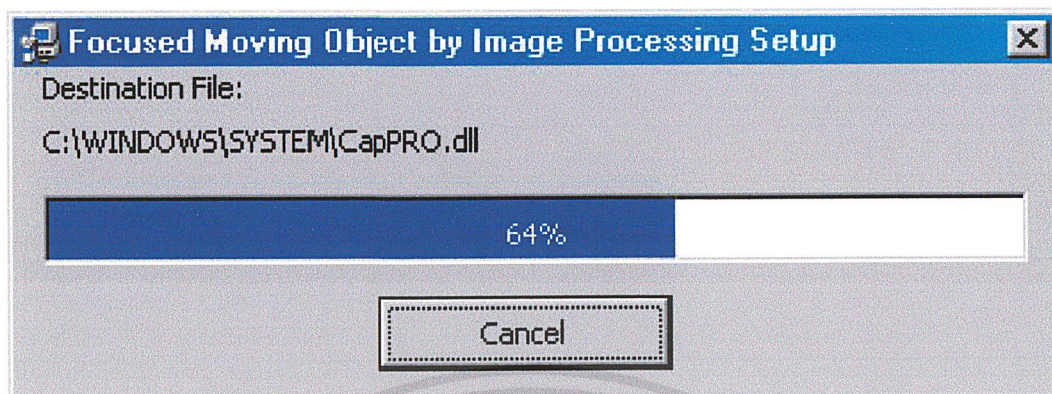 Focused Moving Object by Image Processing Setup
Destination File:
C:\WINDOWS\SYSTEM\CapPRO.dll
64%
Cancel